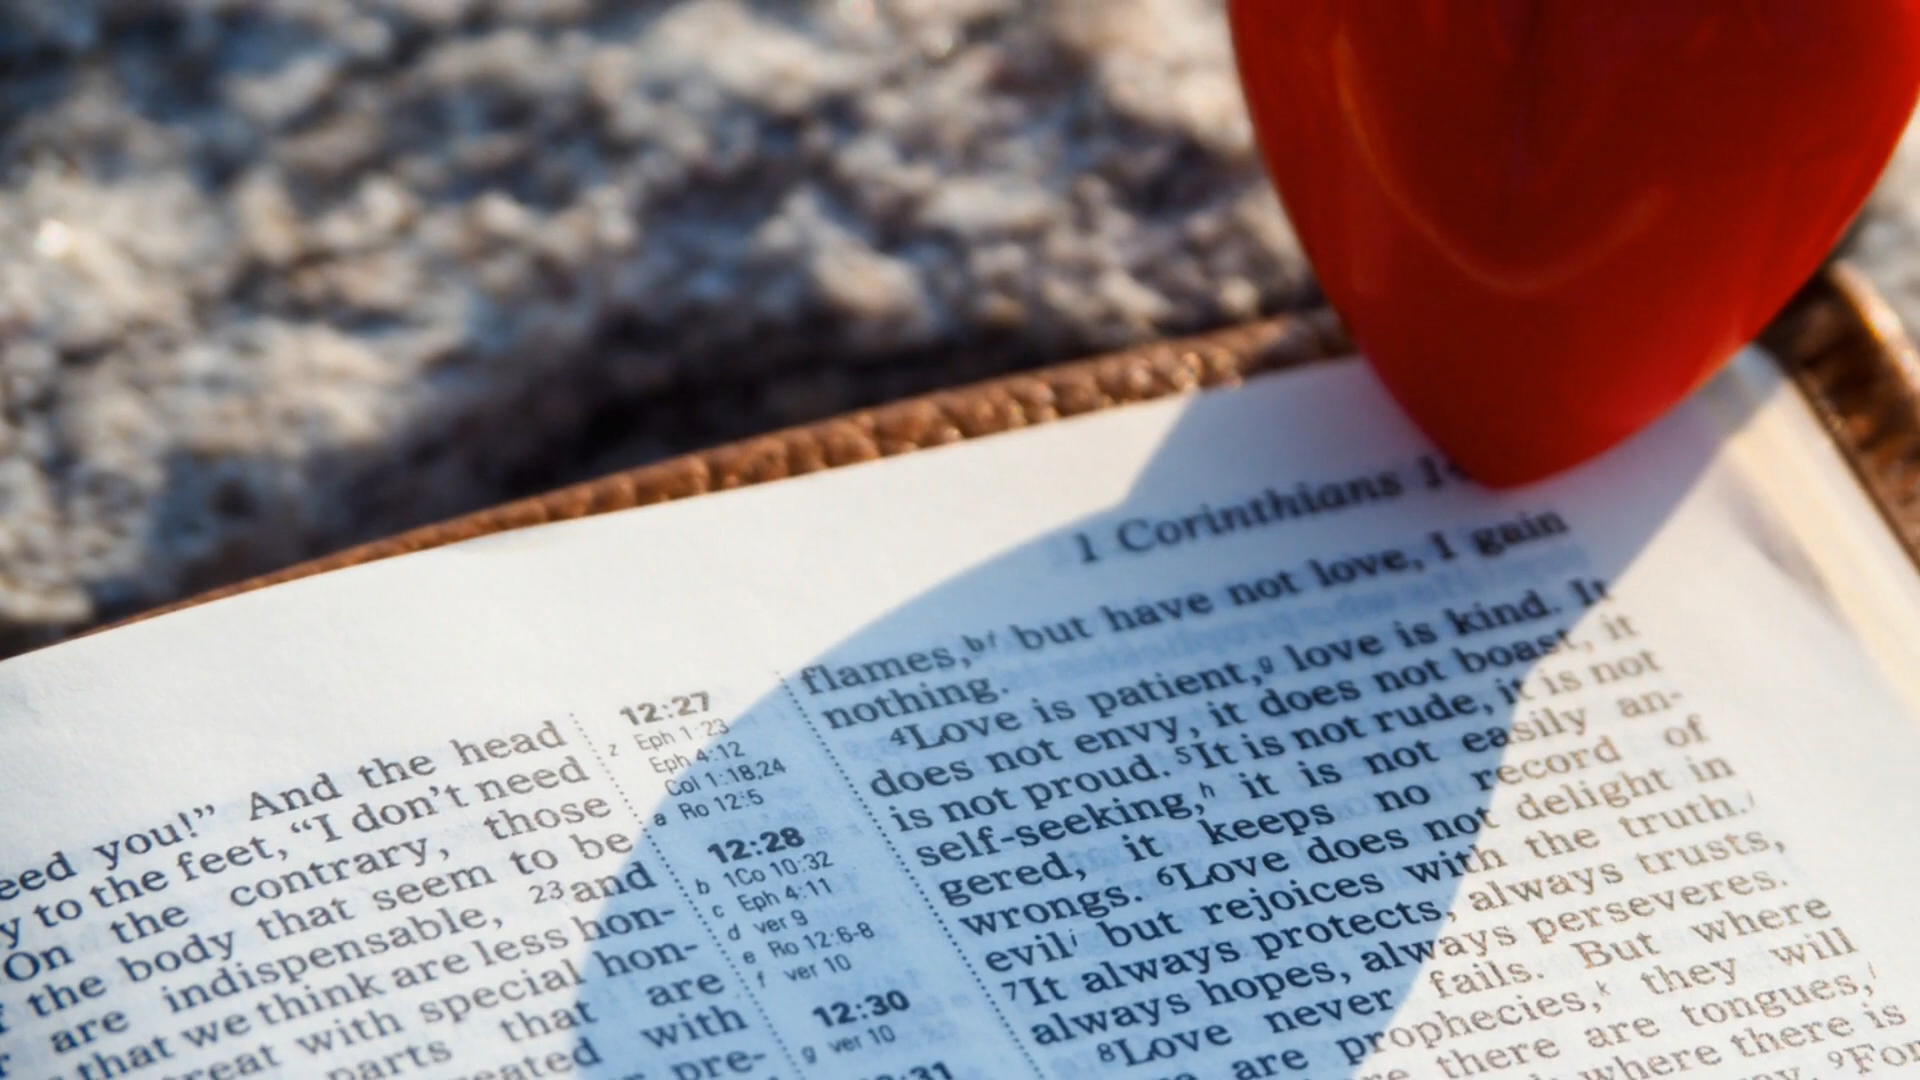 1 Corinthians
eed you!” And the head
y to the feet, “I don’t need
On the contrary, those
the body that seem to be
are indispensable, 23and
that we think are less hon-
treat with special hon-
parts that are
with
pre-
12:27
z Eph 1:23
Eph 4:12
Col 1:18,24
a Ro 12:5
12:28
b 1Co 10:32
c Eph 4:11
d ver 9
e Ro 12:6-8
f ver 10
12:30
g ver 10
flames,b f but have not love, I gain
nothing.
4Love is patient,g love is kind. It
does not envy, it does not boast, it
is not proud. 5It is not rude, it is not
self-seeking,h it is not easily an-
gered, it keeps no record of
wrongs. 6Love does not delight in
evil i but rejoices with the truth.j
7It always protects, always trusts,
always hopes, always perseveres.
8Love never fails. But where
are prophecies,k they will
there are tongues,l
where there is
9For